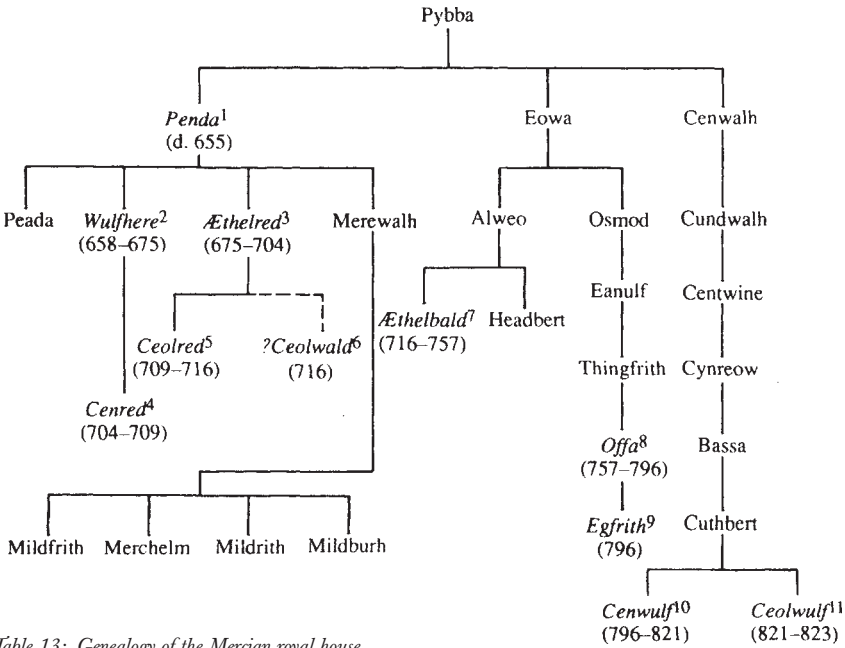 Pybba
Penda1
(d. 655)
Eowa
Cenwalh
Peada
Wulfhere2
(658–675)
Æthelred3
(675–704)
Merewalh
Alweo
Osmod
Cundwalh
Eanulf
Centwine
Æthelbald7
(716–757)
Headbert
Ceolred5
(709–716)
?Ceolwald6
(716)
Thingfrith
Cynreow
Cenred4
(704–709)
Offa8
(757–796)
Bassa
Egfrith9
(796)
Cuthbert
Mildfrith
Merchelm
Mildrith
Mildburh
Cenwulf10
(796–821)
Ceolwulf11
(821–823)
Table 13: Genealogy of the Mercian royal house